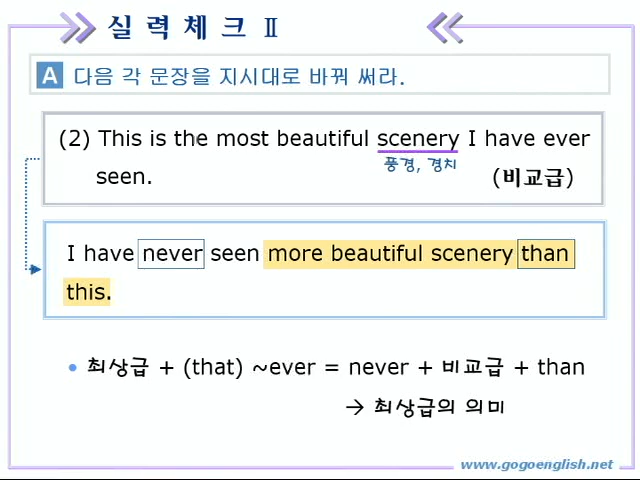 실 력 체 크 Ⅱ
A 다음 각 문장을 지시대로 바꿔 써라.
(2) This is the most beautiful scenery I have ever
풍경, 경치
seen. (비교급)
I have never seen more beautiful scenery than
this.
• 최상급 + (that) ~ever = never + 비교급 + than
→ 최상급의 의미
www.gogoenglish.net